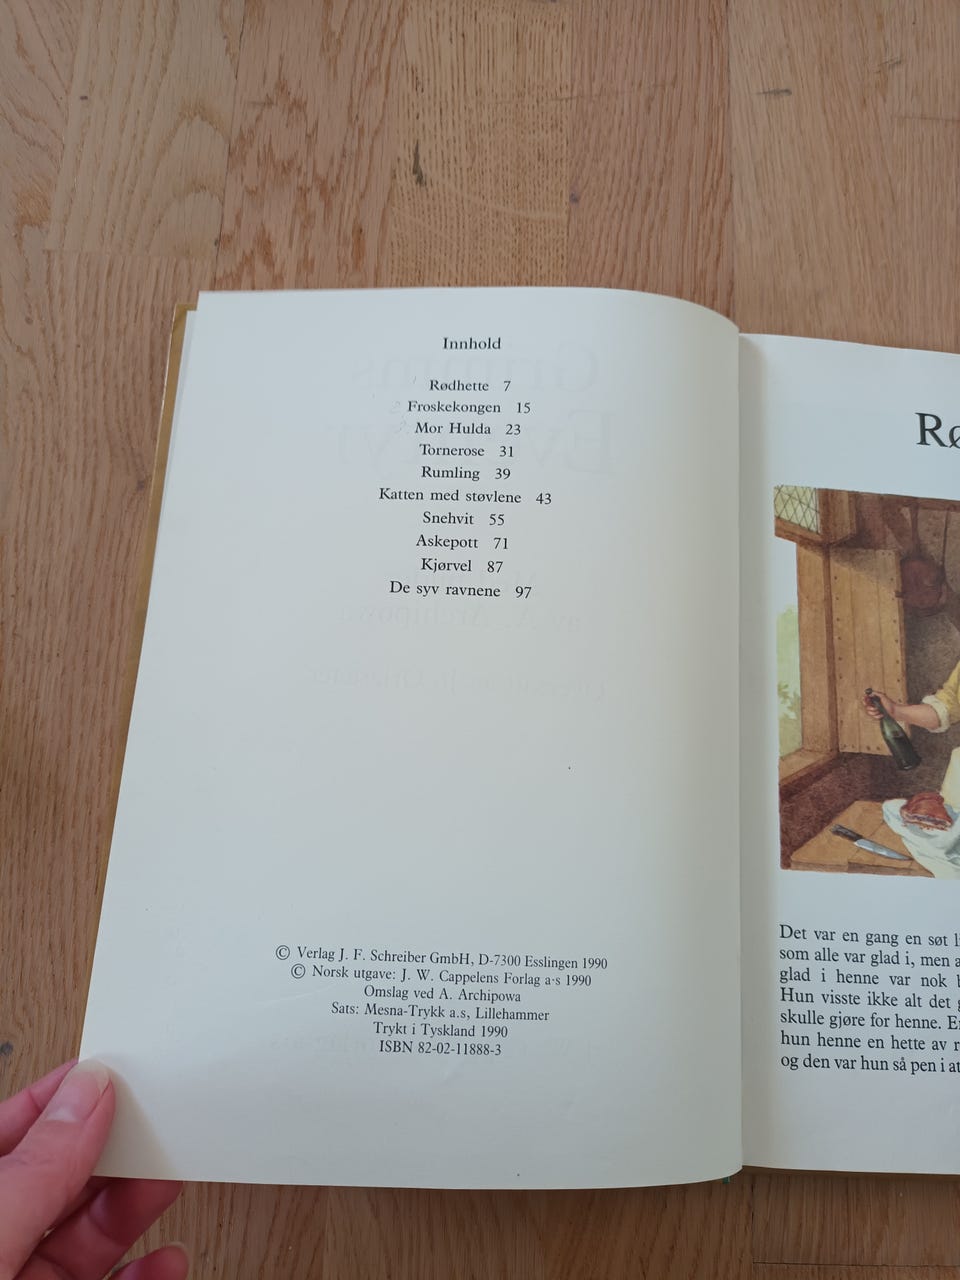 Innhold
Rødhette 7
Froskekongen 15
Mor Hulda 23
Tornerose 31
Rumling 39
Katten med støvlene 43
Snehvit 55
Askepott 71
Kjørvel 87
De syv ravnene 97
© Verlag J. F. Schreiber GmbH, D-7300 Esslingen 1990
© Norsk utgave: J. W. Cappelens Forlag a·s 1990
Omslag ved A. Archipowa
Sats: Mesna-Trykk a.s, Lillehammer
Trykt i Tyskland 1990
ISBN 82-02-11888-3
Rø
Det var en gang en søt
som alle var glad i, men
glad i henne var nok
Hun visste ikke alt det
skulle gjøre for henne.
hun henne en hette av
og den var hun så pen i at